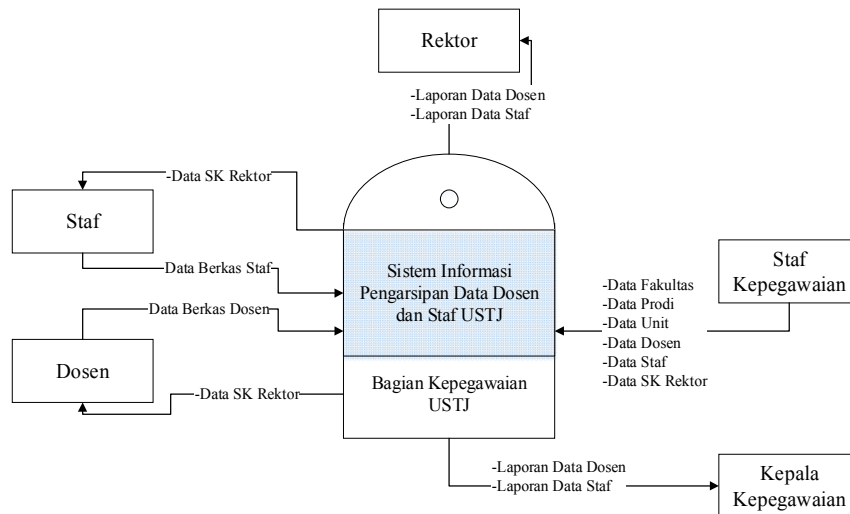 Rektor
-Laporan Data Dosen
-Laporan Data Staf
-Data SK Rektor
Staf
Data Berkas Staf
Sistem Informasi
Pengarsipan Data Dosen
dan Staf USTJ
Staf
Kepegawaian
-Data Fakultas
-Data Prodi
-Data Unit
-Data Dosen
-Data Staf
-Data SK Rektor
Data Berkas Dosen
Dosen
-Data SK Rektor
Bagian Kepegawaian
USTJ
-Laporan Data Dosen
-Laporan Data Staf
Kepala
Kepegawaian